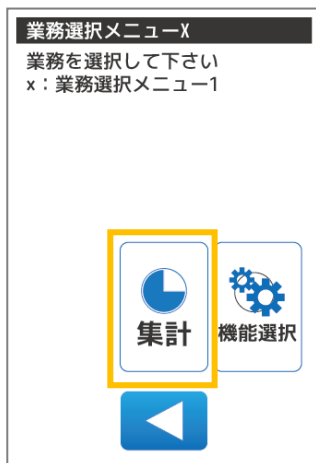 業務選択メニューX
業務を選択して下さい
x：業務選択メニュー1
集計
機能選択